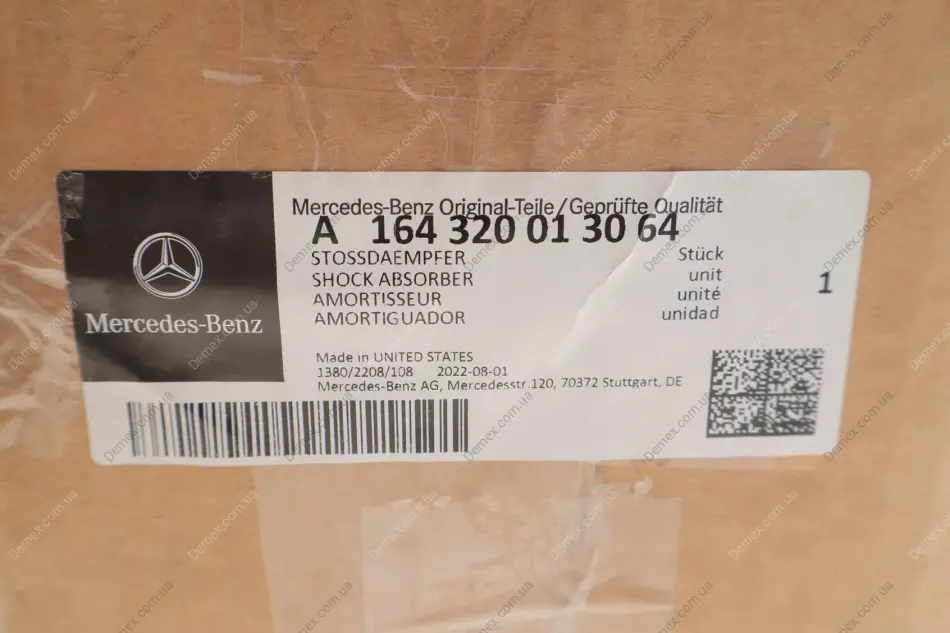 Mercedes-Benz Original-Teile/Geprüfte Qualität
A 164 320 01 30 64
STOSSDAEMPFER
SHOCK ABSORBER
AMORTISSEUR
AMORTIGUADOR
Stück
unit
unité
unidad
1
Mercedes-Benz
Made in UNITED STATES
1380/2208/108 2022-08-01
Mercedes-Benz AG, Mercedesstr.120, 70372 Stuttgart, DE
Demex.com.ua